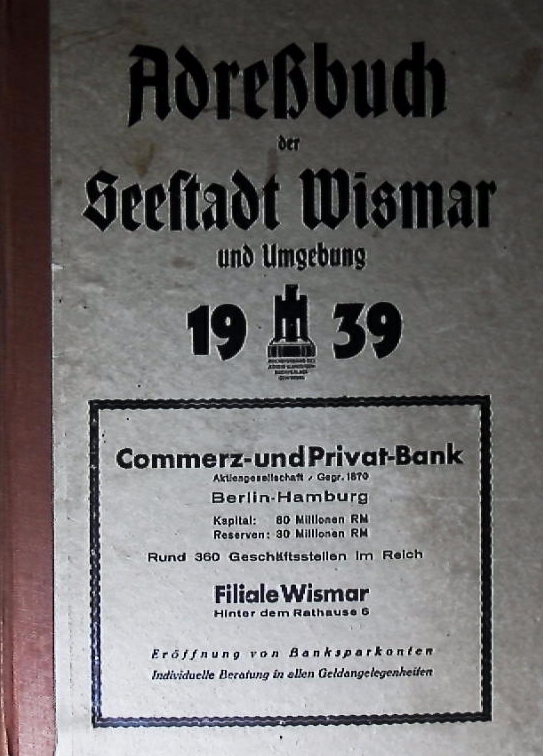 Adreßbuch
der
Seestadt Wismar
und Umgebung
19 39
Commerz- und Privat-Bank
Aktiengesellschaft / Gegr. 1870
Berlin-Hamburg
Kapital: 80 Millionen RM
Reserven: 30 Millionen RM
Rund 360 Geschäftsstellen im Reich
Filiale Wismar
Hinter dem Rathause 6
Eröffnung von Banksparkonten
Individuelle Beratung in allen Geldangelegenheiten